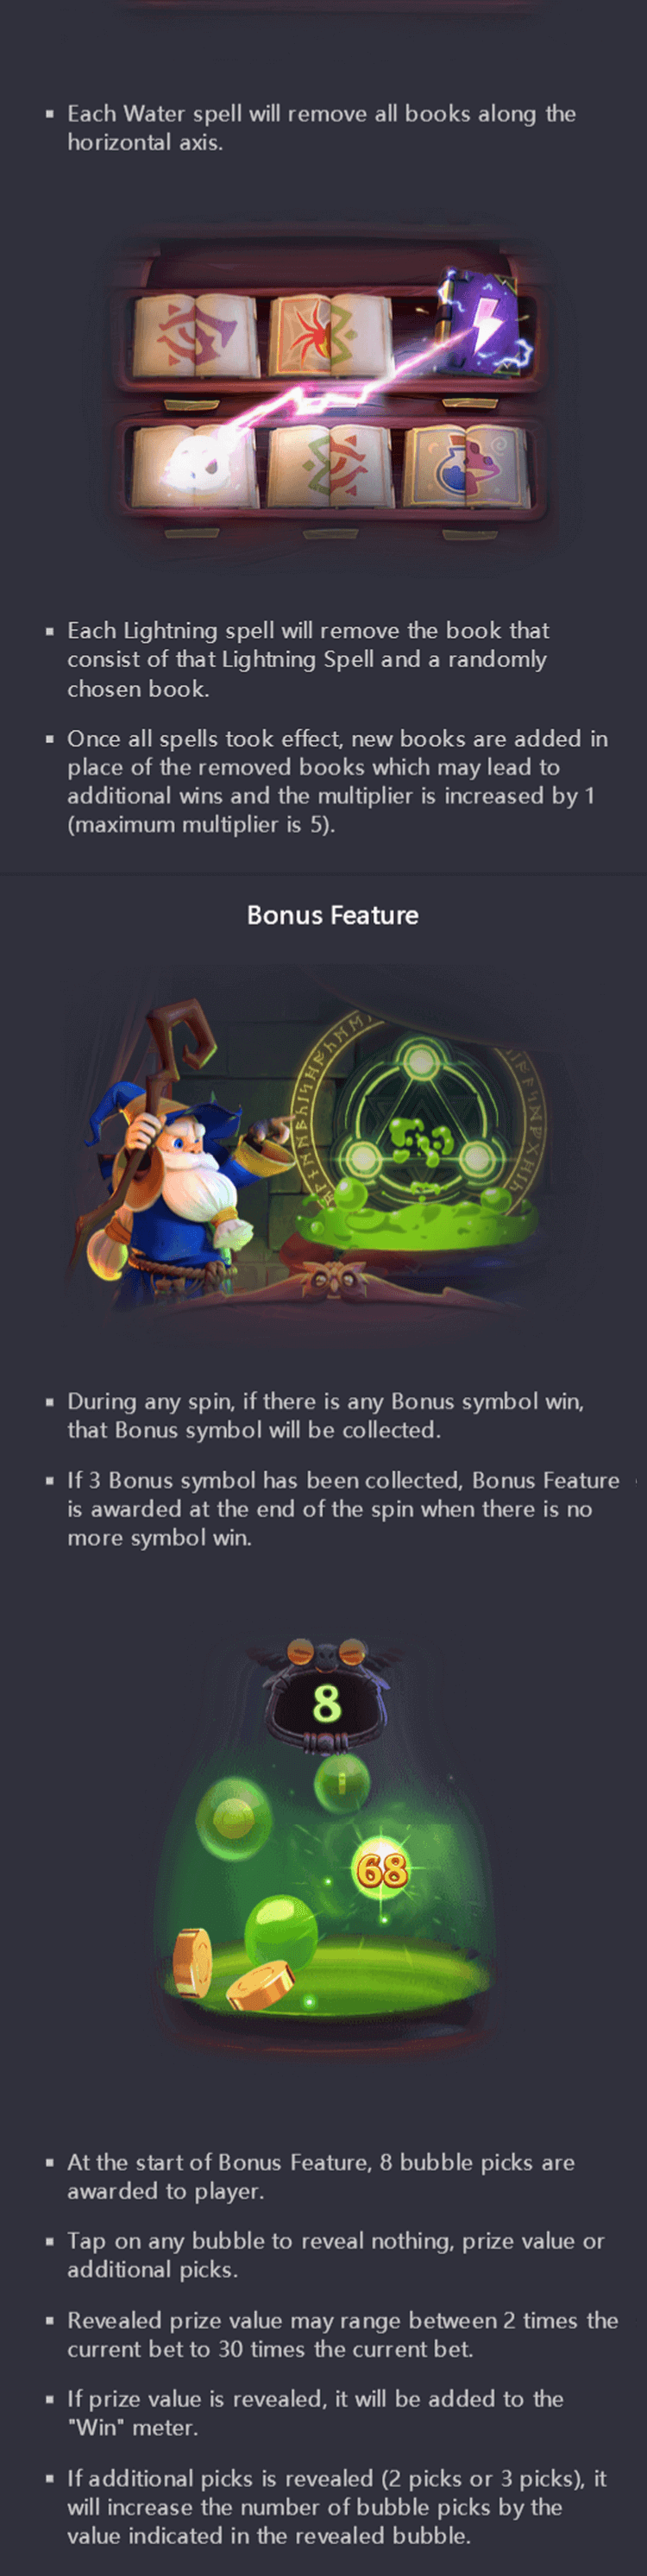 ▪ Each Water spell will remove all books along the
horizontal axis.
▪ Each Lightning spell will remove the book that
consist of that Lightning Spell and a randomly
chosen book.
▪ Once all spells took effect, new books are added in
place of the removed books which may lead to
additional wins and the multiplier is increased by 1
(maximum multiplier is 5).
Bonus Feature
▪ During any spin, if there is any Bonus symbol win,
that Bonus symbol will be collected.
▪ If 3 Bonus symbol has been collected, Bonus Feature
is awarded at the end of the spin when there is no
more symbol win.
8
68
▪ At the start of Bonus Feature, 8 bubble picks are
awarded to player.
▪ Tap on any bubble to reveal nothing, prize value or
additional picks.
▪ Revealed prize value may range between 2 times the
current bet to 30 times the current bet.
▪ If prize value is revealed, it will be added to the
"Win" meter.
▪ If additional picks is revealed (2 picks or 3 picks), it
will increase the number of bubble picks by the
value indicated in the revealed bubble.